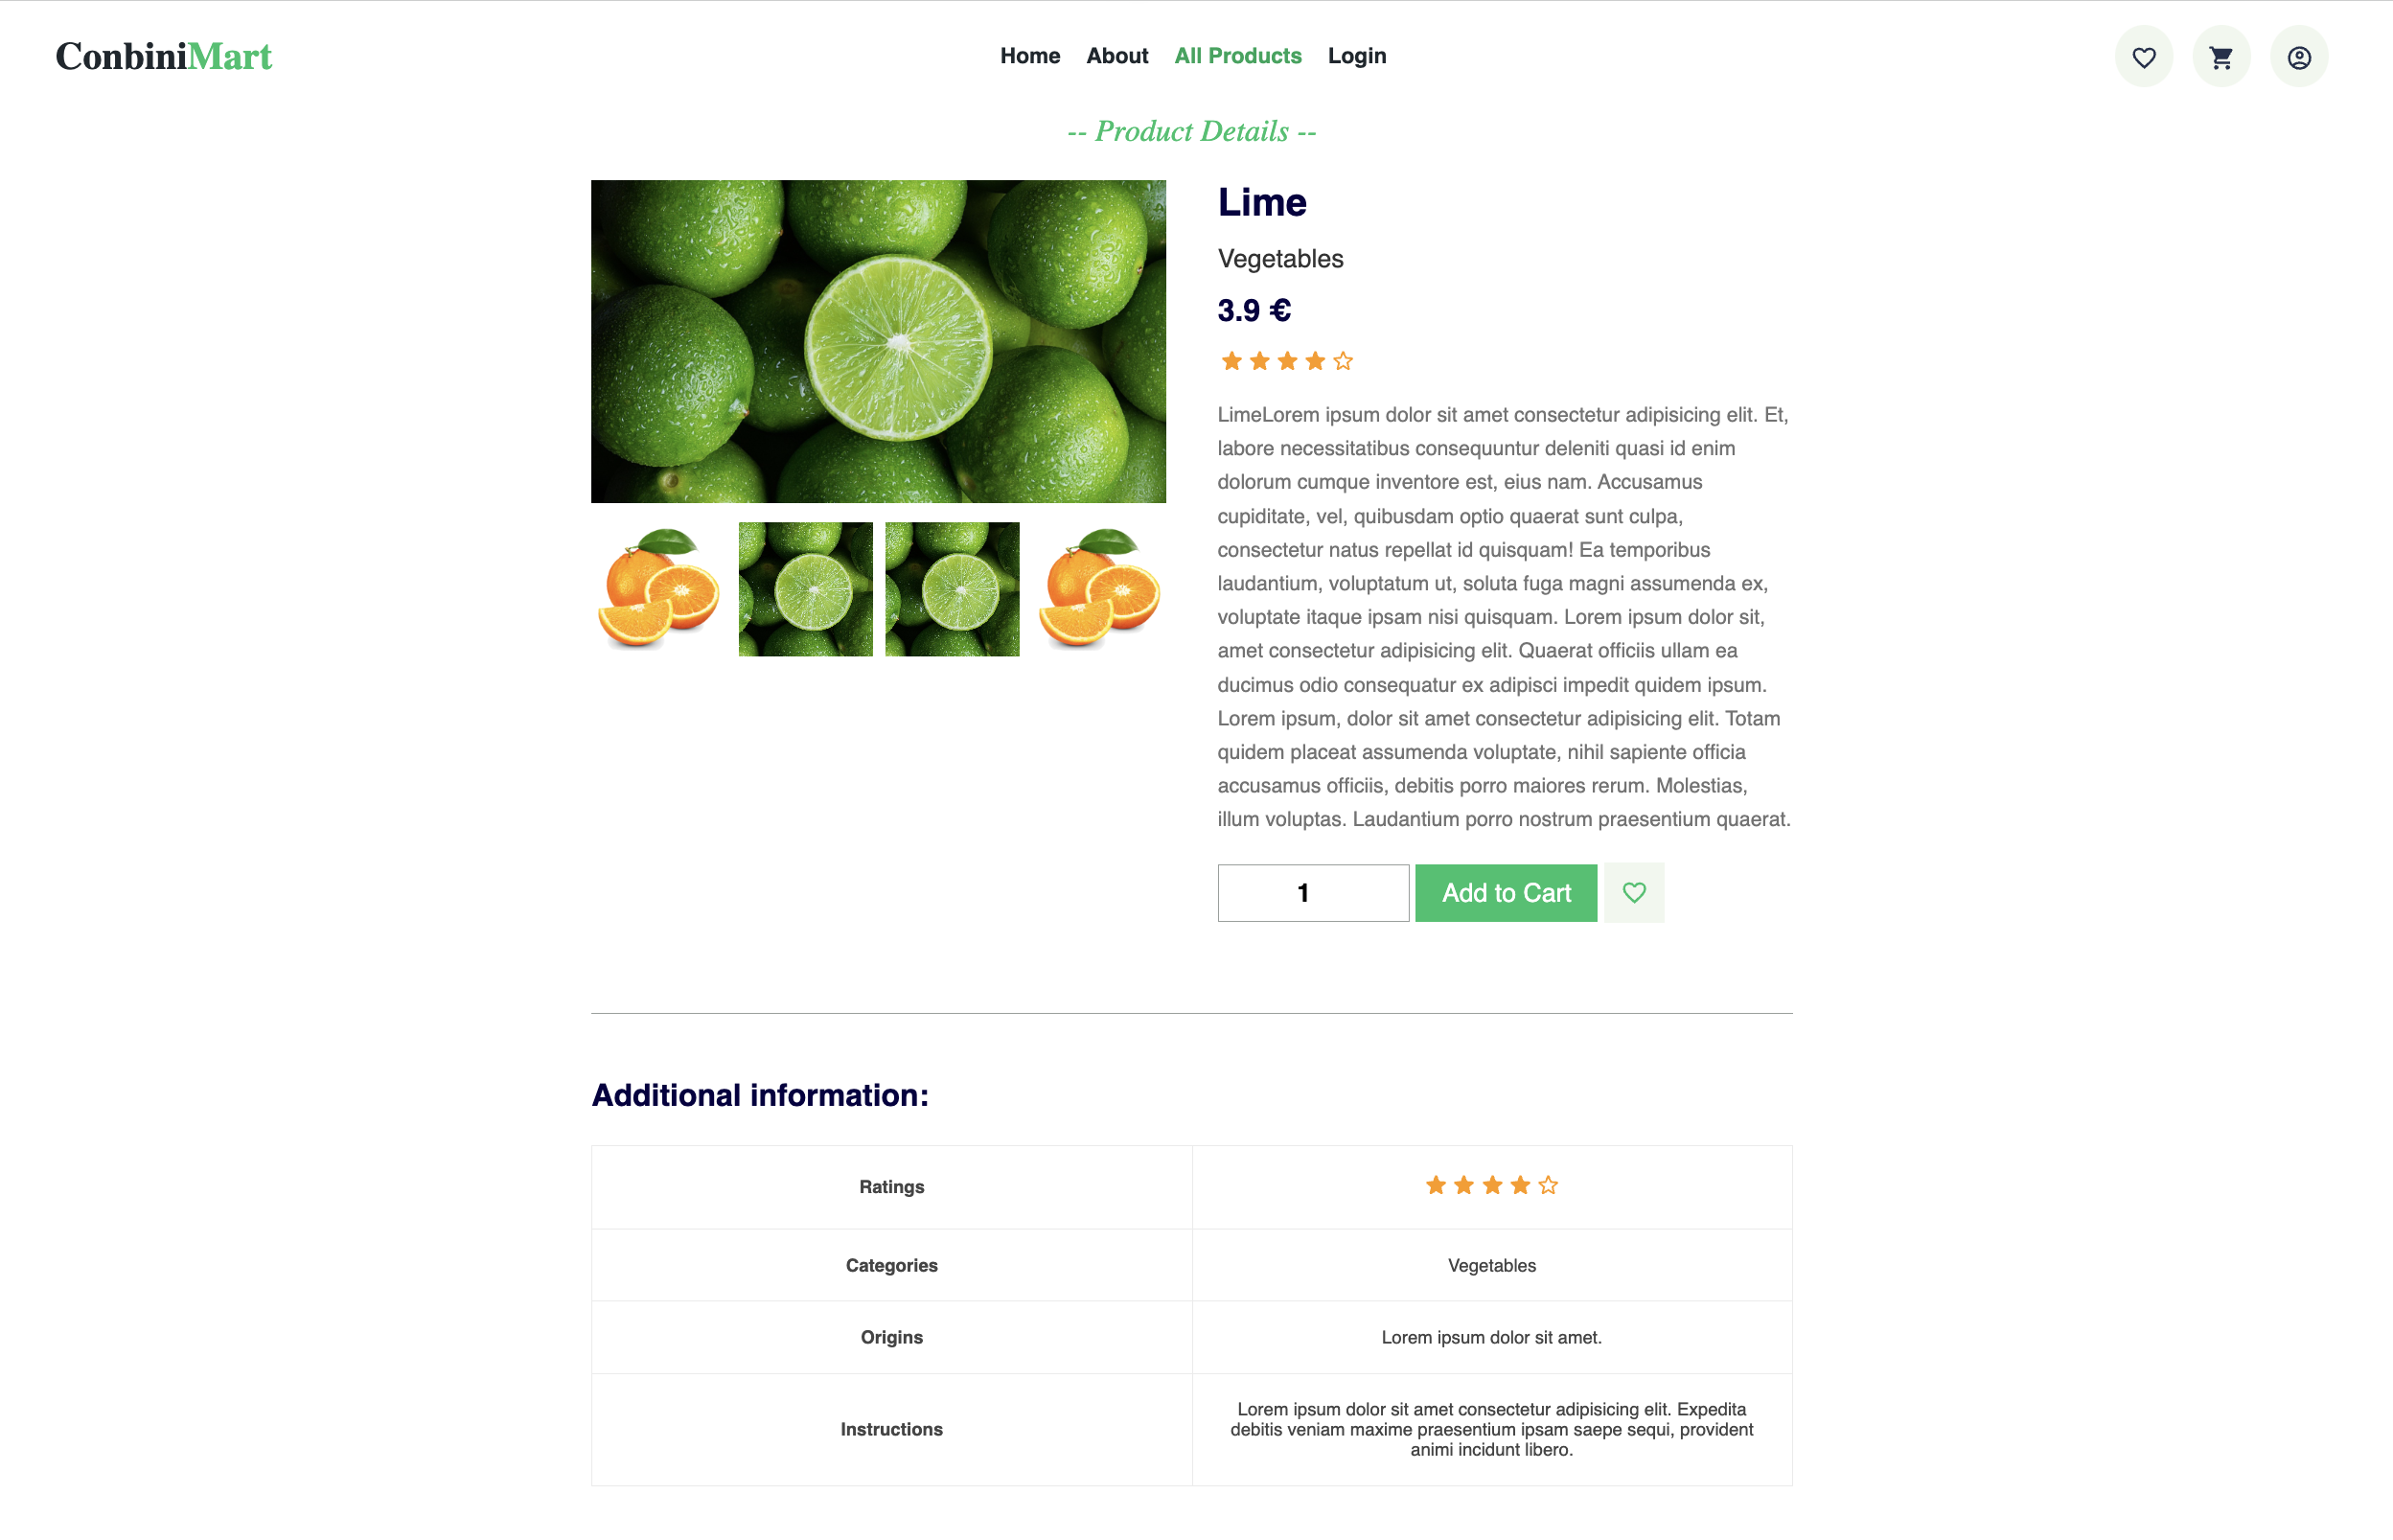 ConbiniMart
Home About All Products Login
-- Product Details --
Lime
Vegetables
3.9 €
LimeLorem ipsum dolor sit amet consectetur adipisicing elit. Et,
labore necessitatibus consequuntur deleniti quasi id enim
dolorum cumque inventore est, eius nam. Accusamus
cupiditate, vel, quibusdam optio quaerat sunt culpa,
consectetur natus repellat id quisquam! Ea temporibus
laudantium, voluptatum ut, soluta fuga magni assumenda ex,
voluptate itaque ipsam nisi quisquam. Lorem ipsum dolor sit,
amet consectetur adipisicing elit. Quaerat officiis ullam ea
ducimus odio consequatur ex adipisci impedit quidem ipsum.
Lorem ipsum, dolor sit amet consectetur adipisicing elit. Totam
quidem placeat assumenda voluptate, nihil sapiente officia
accusamus officiis, debitis porro maiores rerum. Molestias,
illum voluptas. Laudantium porro nostrum praesentium quaerat.
1 Add to Cart
Additional information:
Ratings
Categories Vegetables
Origins Lorem ipsum dolor sit amet.
Instructions
Lorem ipsum dolor sit amet consectetur adipisicing elit. Expedita
debitis veniam maxime praesentium ipsam saepe sequi, provident
animi incidunt libero.